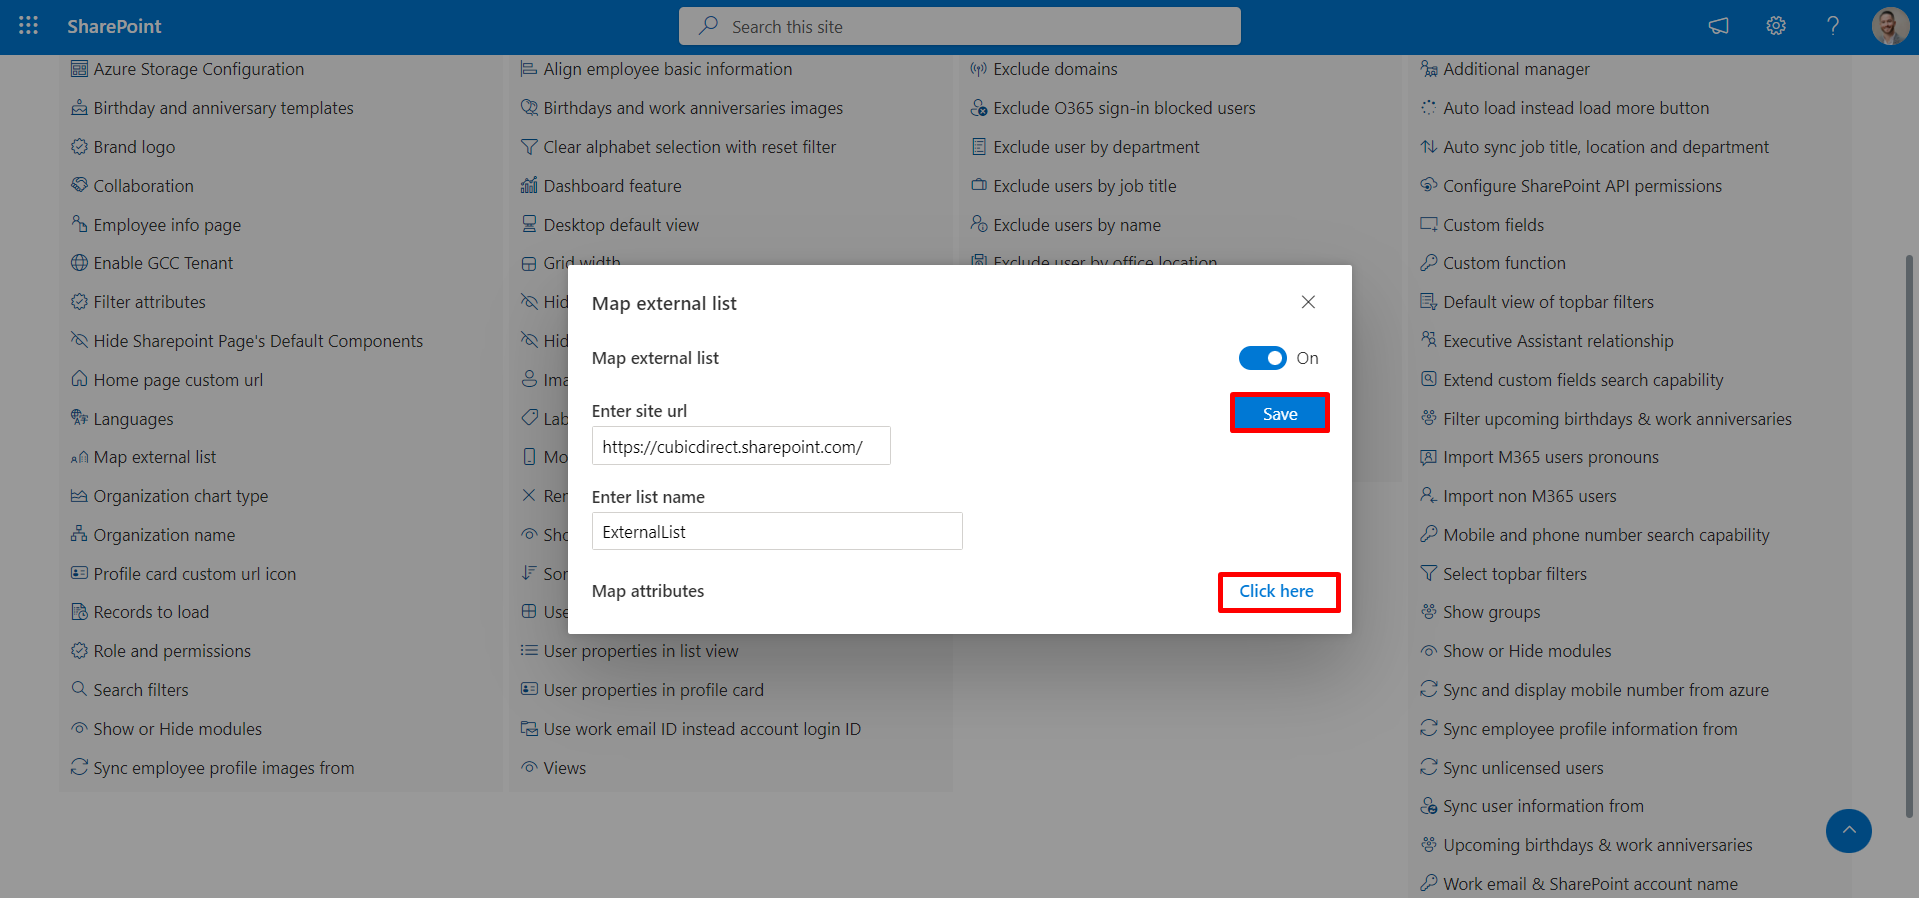 SharePoint
Search this site
Azure Storage Configuration
Birthday and anniversary templates
Brand logo
Collaboration
Employee info page
Enable GCC Tenant
Filter attributes
Hide Sharepoint Page's Default Components
Home page custom url
Languages
Map external list
Organization chart type
Organization name
Profile card custom url icon
Records to load
Role and permissions
Search filters
Show or Hide modules
Sync employee profile images from
Align employee basic information
Birthdays and work anniversaries images
Clear alphabet selection with reset filter
Dashboard feature
Desktop default view
Grid width
Hid
Hid
Ima
Lab
Mo
Ren
Sho
Sor
Use
User properties in list view
User properties in profile card
Use work email ID instead account login ID
Views
Exclude domains
Exclude O365 sign-in blocked users
Exclude user by department
Exclude users by job title
Exclude users by name
Exclude user by office location
Additional manager
Auto load instead load more button
Auto sync job title, location and department
Configure SharePoint API permissions
Custom fields
Custom function
Default view of topbar filters
Executive Assistant relationship
Extend custom fields search capability
Filter upcoming birthdays & work anniversaries
Import M365 users pronouns
Import non M365 users
Mobile and phone number search capability
Select topbar filters
Show groups
Show or Hide modules
Sync and display mobile number from azure
Sync employee profile information from
Sync unlicensed users
Sync user information from
Upcoming birthdays & work anniversaries
Work email & SharePoint account name
Map external list
Map external list
On
Enter site url
Save
https://cubicdirect.sharepoint.com/
Enter list name
ExternalList
Map attributes
Click here